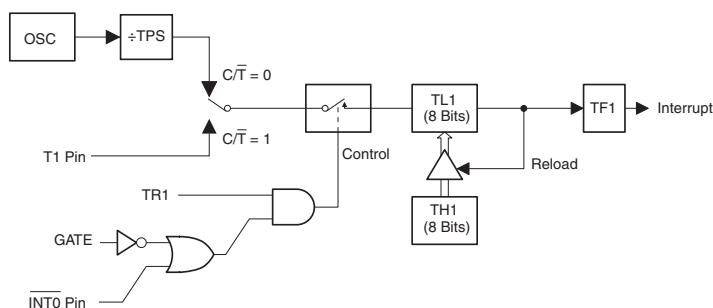 OSC
÷TPS
C/T̅ = 0
TL1
(8 Bits)
TF1
Interrupt
C/T̅ = 1
T1 Pin
Control
Reload
TR1
TH1
(8 Bits)
GATE
I̅N̅T̅0̅ Pin